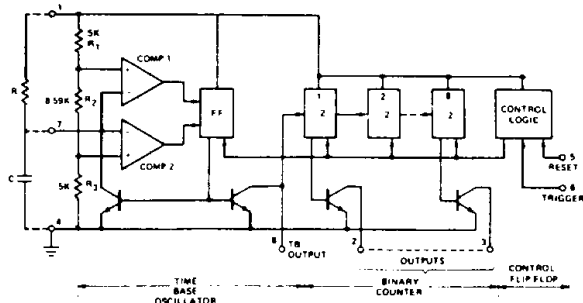 1
5K
R1
COMP. 1
R
8.59K
R2
FF
1
2
2
2
8
2
CONTROL
LOGIC
7
5
RESET
COMP. 2
6
TRIGGER
C
5K
R3
4
8
TB
OUTPUT
2
3
OUTPUTS
TIME
BASE
OSCILLATOR
BINARY
COUNTER
CONTROL
FLIP FLOP